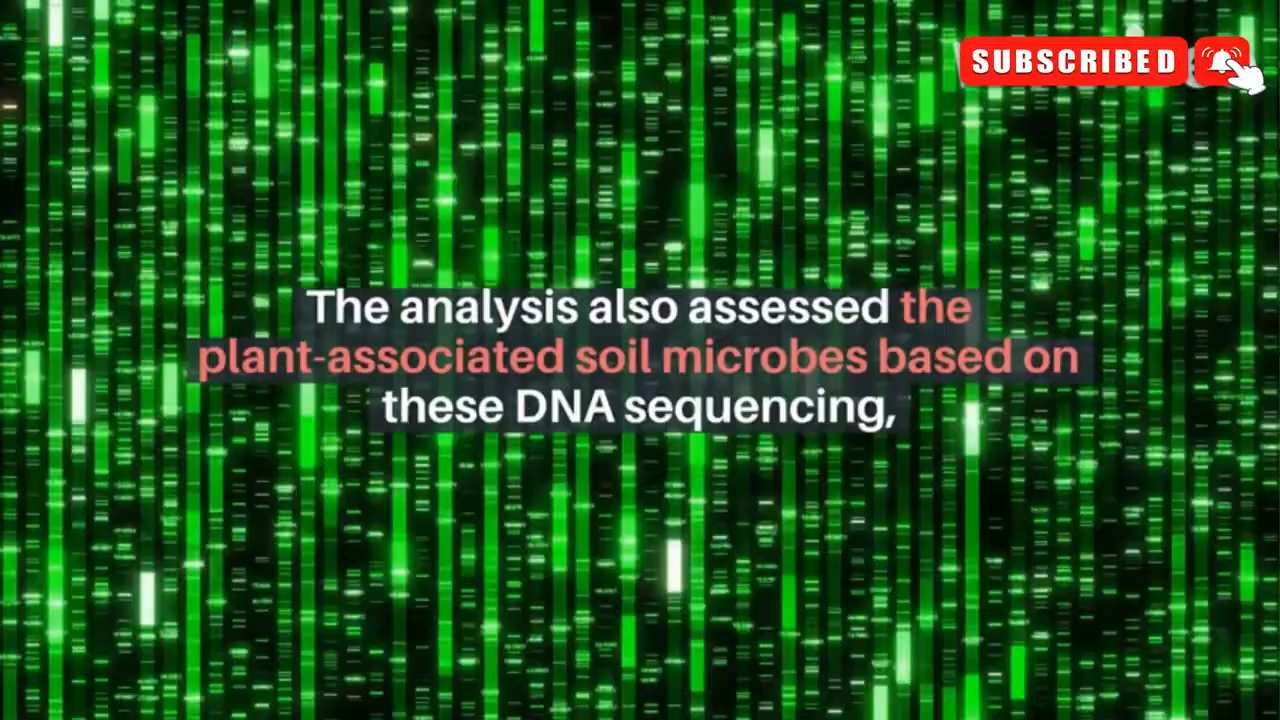 SUBSCRIBED
The analysis also assessed the
plant-associated soil microbes based on
these DNA sequencing,